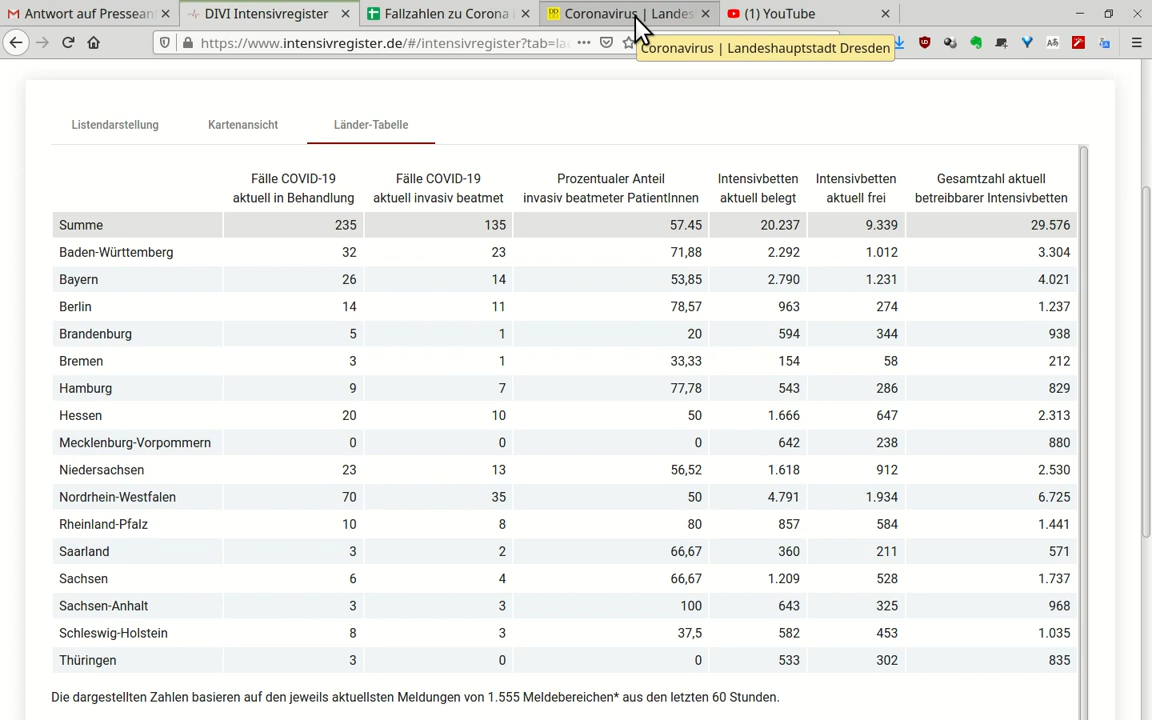 Antwort auf Pressean
DIVI Intensivregister
Fallzahlen zu Corona i
Coronavirus | Landes
(1) YouTube
https://www.intensivregister.de/#/intensivregister?tab=la
Coronavirus | Landeshauptstadt Dresden
Listendarstellung Kartenansicht Länder-Tabelle
Fälle COVID-19 Fälle COVID-19 Prozentualer Anteil Intensivbetten Intensivbetten Gesamtzahl aktuell
aktuell in Behandlung aktuell invasiv beatmet invasiv beatmeter PatientInnen aktuell belegt aktuell frei betreibbarer Intensivbetten
Summe 235 135 57.45 20.237 9.339 29.576
Baden-Württemberg 32 23 71,88 2.292 1.012 3.304
Bayern 26 14 53,85 2.790 1.231 4.021
Berlin 14 11 78,57 963 274 1.237
Brandenburg 5 1 20 594 344 938
Bremen 3 1 33,33 154 58 212
Hamburg 9 7 77,78 543 286 829
Hessen 20 10 50 1.666 647 2.313
Mecklenburg-Vorpommern 0 0 0 642 238 880
Niedersachsen 23 13 56,52 1.618 912 2.530
Nordrhein-Westfalen 70 35 50 4.791 1.934 6.725
Rheinland-Pfalz 10 8 80 857 584 1.441
Saarland 3 2 66,67 360 211 571
Sachsen 6 4 66,67 1.209 528 1.737
Sachsen-Anhalt 3 3 100 643 325 968
Schleswig-Holstein 8 3 37,5 582 453 1.035
Thüringen 3 0 0 533 302 835
Die dargestellten Zahlen basieren auf den jeweils aktuellsten Meldungen von 1.555 Meldebereichen* aus den letzten 60 Stunden.